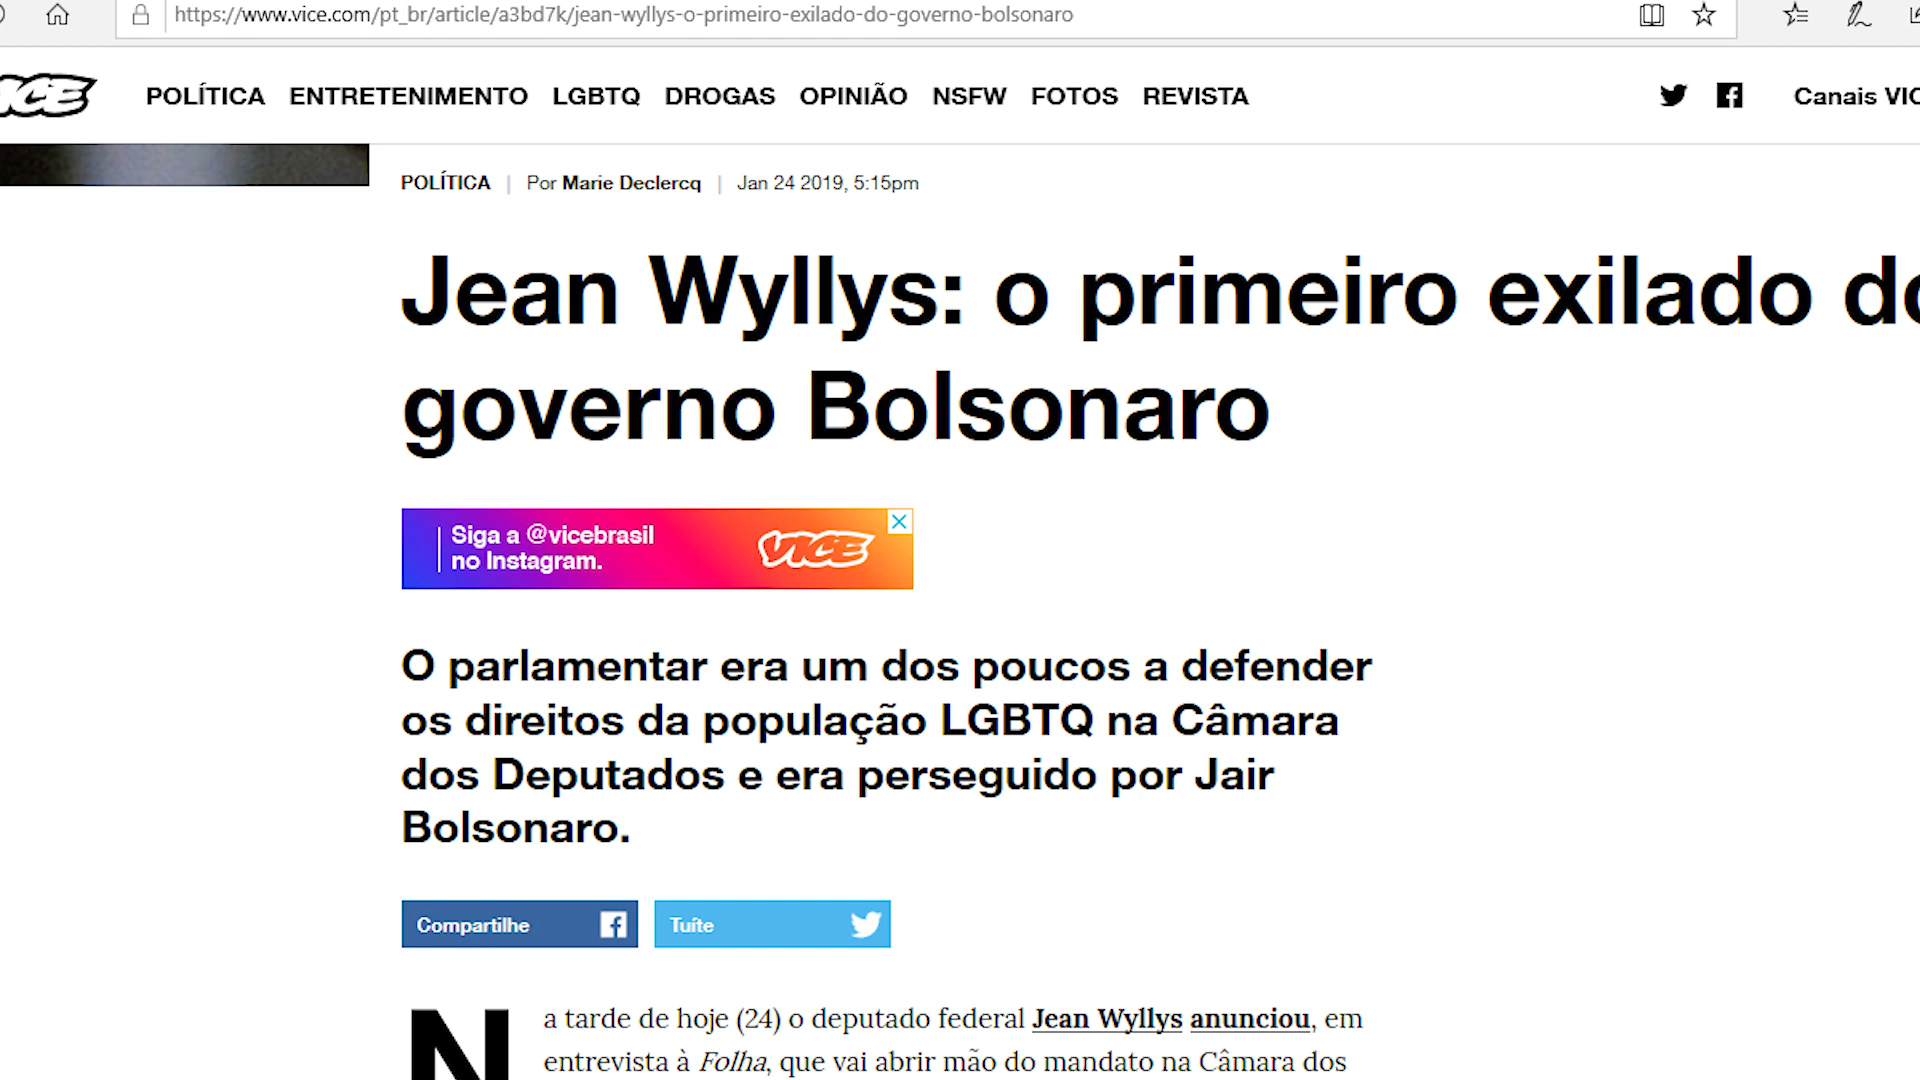 https://www.vice.com/pt_br/article/a3bd7k/jean-wyllys-o-primeiro-exilado-do-governo-bolsonaro
VICE POLÍTICA ENTRETENIMENTO LGBTQ DROGAS OPINIÃO NSFW FOTOS REVISTA Canais VIC
POLÍTICA | Por Marie Declercq | Jan 24 2019, 5:15pm
Jean Wyllys: o primeiro exilado do
governo Bolsonaro
Siga a @vicebrasil
no Instagram.
VICE
O parlamentar era um dos poucos a defender
os direitos da população LGBTQ na Câmara
dos Deputados e era perseguido por Jair
Bolsonaro.
Compartilhe Tuíte
Na tarde de hoje (24) o deputado federal Jean Wyllys anunciou, em
entrevista à Folha, que vai abrir mão do mandato na Câmara dos